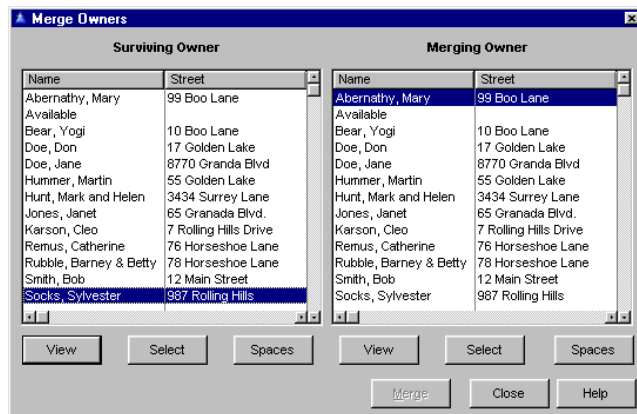 Merge Owners
Surviving Owner Merging Owner
Name Street Name Street
Abernathy, Mary 99 Boo Lane Abernathy, Mary 99 Boo Lane
Available Available
Bear, Yogi 10 Boo Lane Bear, Yogi 10 Boo Lane
Doe, Don 17 Golden Lake Doe, Don 17 Golden Lake
Doe, Jane 8770 Granda Blvd Doe, Jane 8770 Granda Blvd
Hummer, Martin 55 Golden Lake Hummer, Martin 55 Golden Lake
Hunt, Mark and Helen 3434 Surrey Lane Hunt, Mark and Helen 3434 Surrey Lane
Jones, Janet 65 Granada Blvd. Jones, Janet 65 Granada Blvd.
Karson, Cleo 7 Rolling Hills Drive Karson, Cleo 7 Rolling Hills Drive
Remus, Catherine 76 Horseshoe Lane Remus, Catherine 76 Horseshoe Lane
Rubble, Barney & Betty 78 Horseshoe Lane Rubble, Barney & Betty 78 Horseshoe Lane
Smith, Bob 12 Main Street Smith, Bob 12 Main Street
Socks, Sylvester 987 Rolling Hills Socks, Sylvester 987 Rolling Hills
View Select Spaces View Select Spaces
Merge Close Help